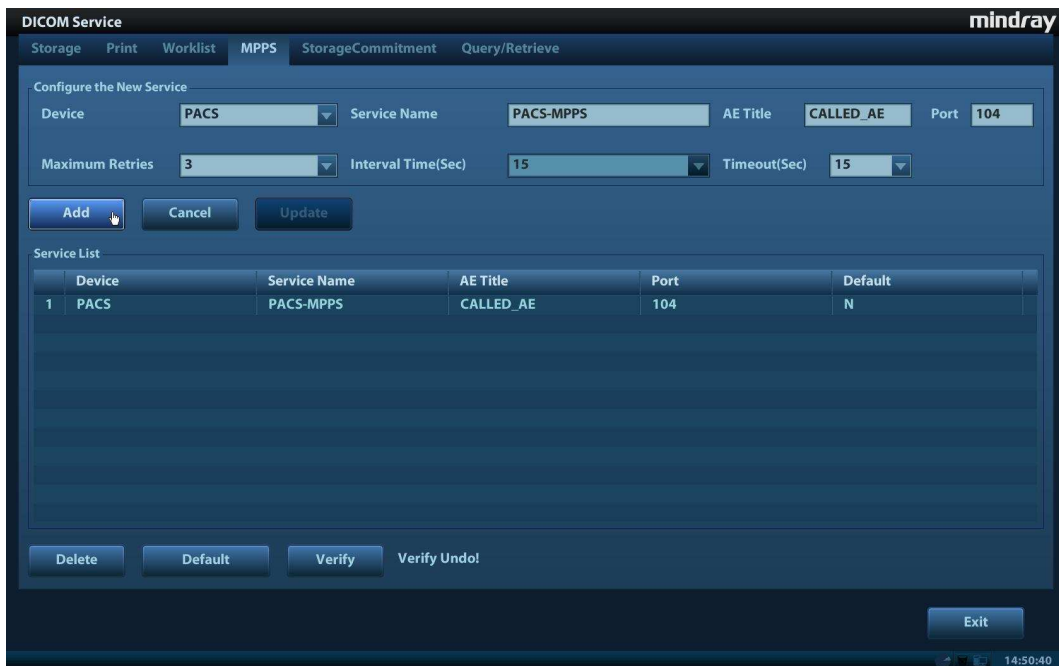 DICOM Service mindray
Storage Print Worklist MPPS StorageCommitment Query/Retrieve
Configure the New Service
Device PACS Service Name PACS-MPPS AE Title CALLED_AE Port 104
Maximum Retries 3 Interval Time(Sec) 15 Timeout(Sec) 15
Add Cancel Update
Service List
Device Service Name AE Title Port Default
1 PACS PACS-MPPS CALLED_AE 104 N
Delete Default Verify Verify Undo!
Exit
14:50:40